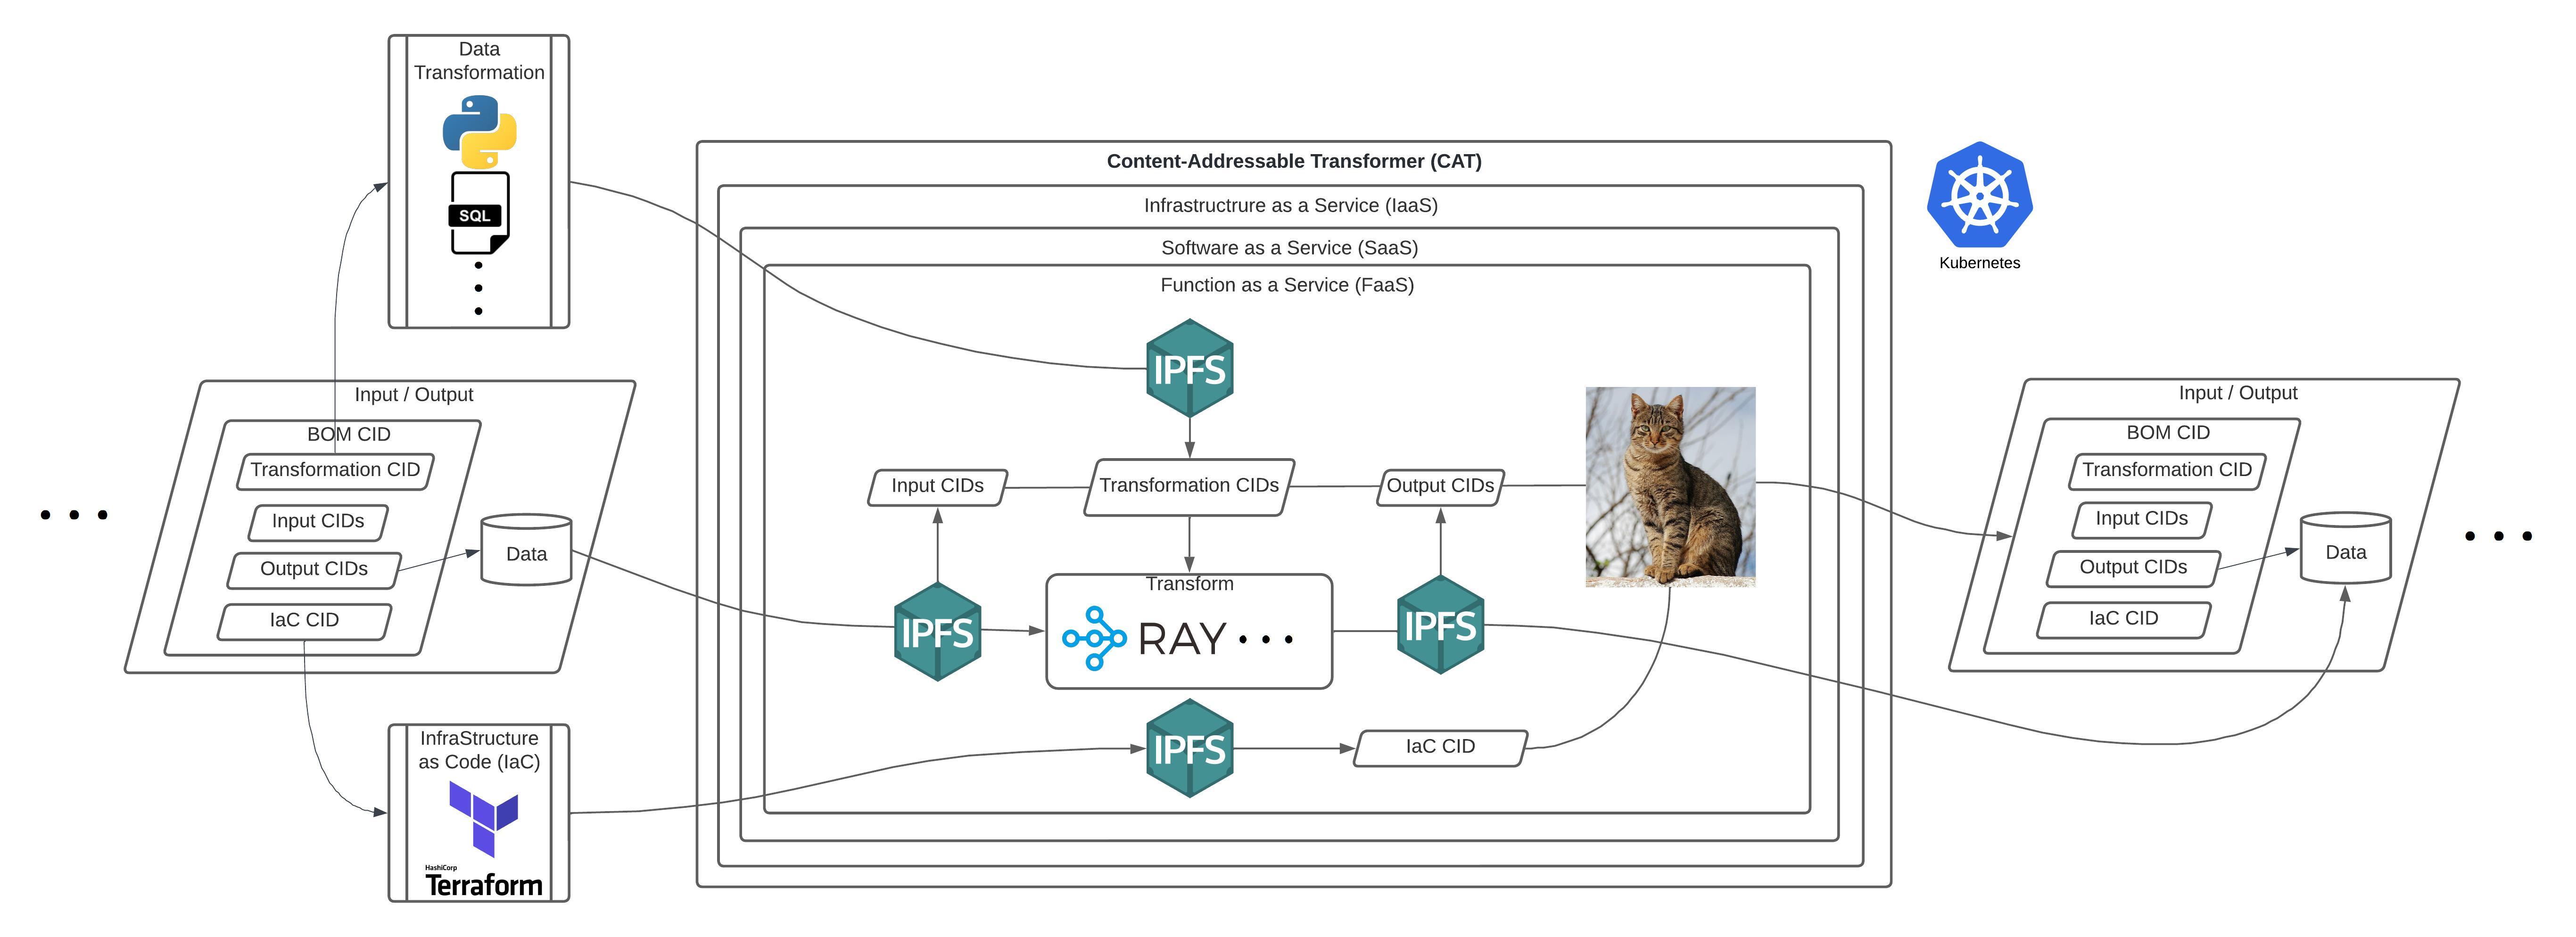 Data
Transformation
SQL
Content-Addressable Transformer (CAT)
Infrastructrure as a Service (IaaS)
Software as a Service (SaaS)
Function as a Service (FaaS)
Kubernetes
Input / Output
BOM CID
Transformation CID
Input CIDs
Output CIDs
IaC CID
Data
IPFS
Input CIDs
Transformation CIDs
Output CIDs
IPFS
Transform
RAY
IPFS
IPFS
IaC CID
InfraStructure
as Code (IaC)
HashiCorp
Terraform
Input / Output
BOM CID
Transformation CID
Input CIDs
Output CIDs
IaC CID
Data